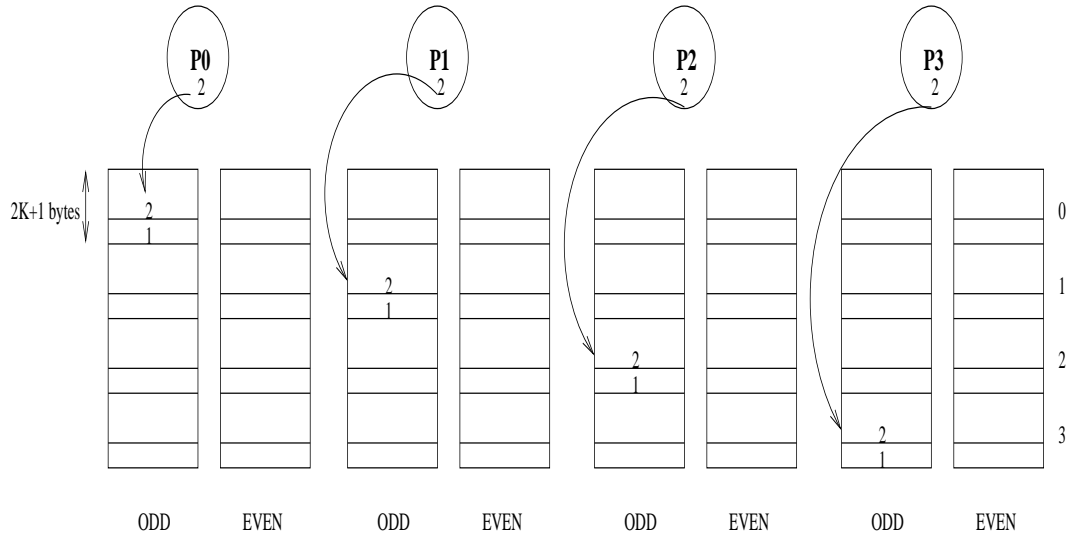 P0 P1 P2 P3
2 2 2 2
2K+1 bytes
2 0
1
2 1
1
2 2
1
2 3
1
ODD EVEN ODD EVEN ODD EVEN ODD EVEN